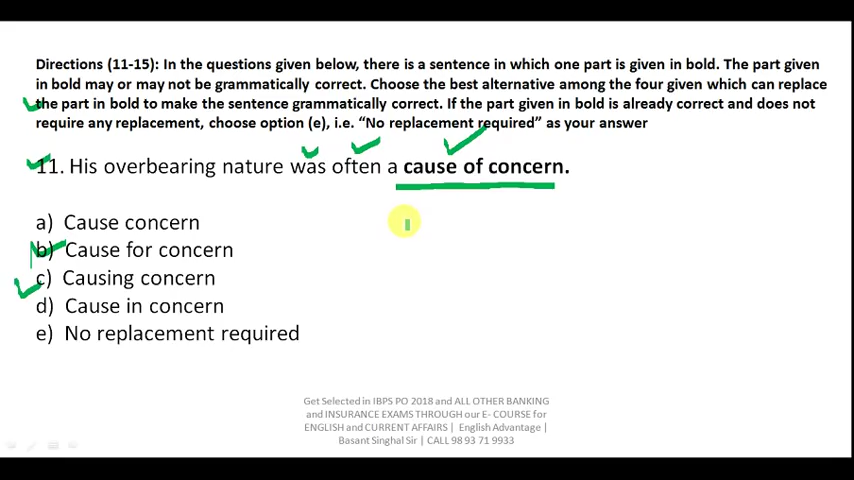 Directions (11-15): In the questions given below, there is a sentence in which one part is given in bold. The part given
in bold may or may not be grammatically correct. Choose the best alternative among the four given which can replace
the part in bold to make the sentence grammatically correct. If the part given in bold is already correct and does not
require any replacement, choose option (e), i.e. “No replacement required” as your answer
11. His overbearing nature was often a cause of concern.
a) Cause concern
b) Cause for concern
c) Causing concern
d) Cause in concern
e) No replacement required
Get Selected in IBPS PO 2018 and ALL OTHER BANKING
and INSURANCE EXAMS THROUGH our E- COURSE for
ENGLISH and CURRENT AFFAIRS | English Advantage |
Basant Singhal Sir | CALL 98 93 71 9933